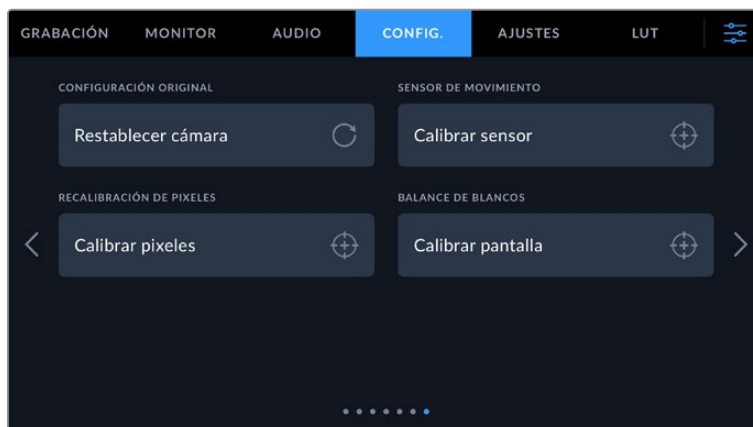 GRABACIÓN MONITOR AUDIO CONFIG. AJUSTES LUT
CONFIGURACIÓN ORIGINAL SENSOR DE MOVIMIENTO
Restablecer cámara Calibrar sensor
RECALIBRACIÓN DE PIXELES BALANCE DE BLANCOS
Calibrar pixeles Calibrar pantalla